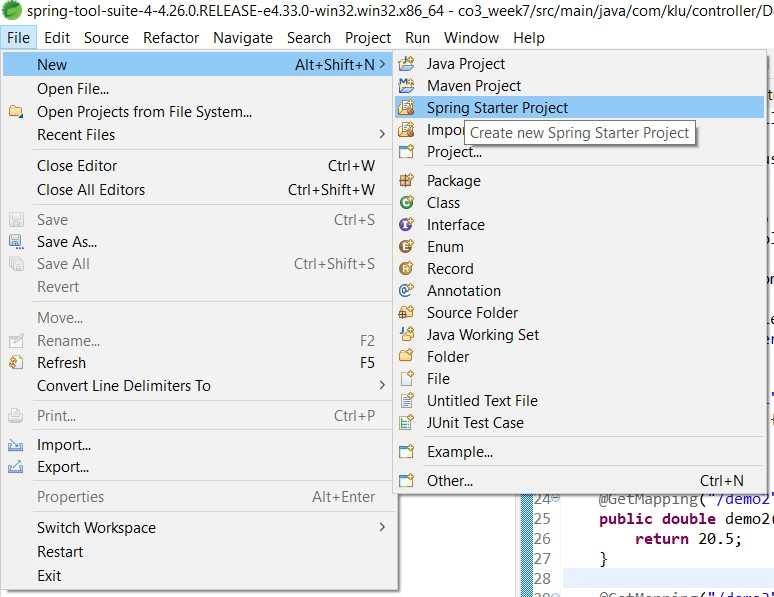 spring-tool-suite-4-4.26.0.RELEASE-e4.33.0-win32.win32.x86_64 - co3_week7/src/main/java/com/klu/controller/D
File Edit Source Refactor Navigate Search Project Run Window Help
New Alt+Shift+N >
Open File...
Open Projects from File System...
Recent Files >
Close Editor Ctrl+W
Close All Editors Ctrl+Shift+W
Save Ctrl+S
Save As...
Save All Ctrl+Shift+S
Revert
Move...
Rename... F2
Refresh F5
Convert Line Delimiters To >
Print... Ctrl+P
Import...
Export...
Properties Alt+Enter
Switch Workspace >
Restart
Exit
Java Project
Maven Project
Spring Starter Project
Impor
Create new Spring Starter Project
Project...
Package
Class
Interface
Enum
Record
Annotation
Source Folder
Java Working Set
Folder
File
Untitled Text File
JUnit Test Case
Example...
Other... Ctrl+N
24 @GetMapping("/demo2"
25 public double demo2(
26 return 20.5;
27 }
28
@GetMapping("/demo